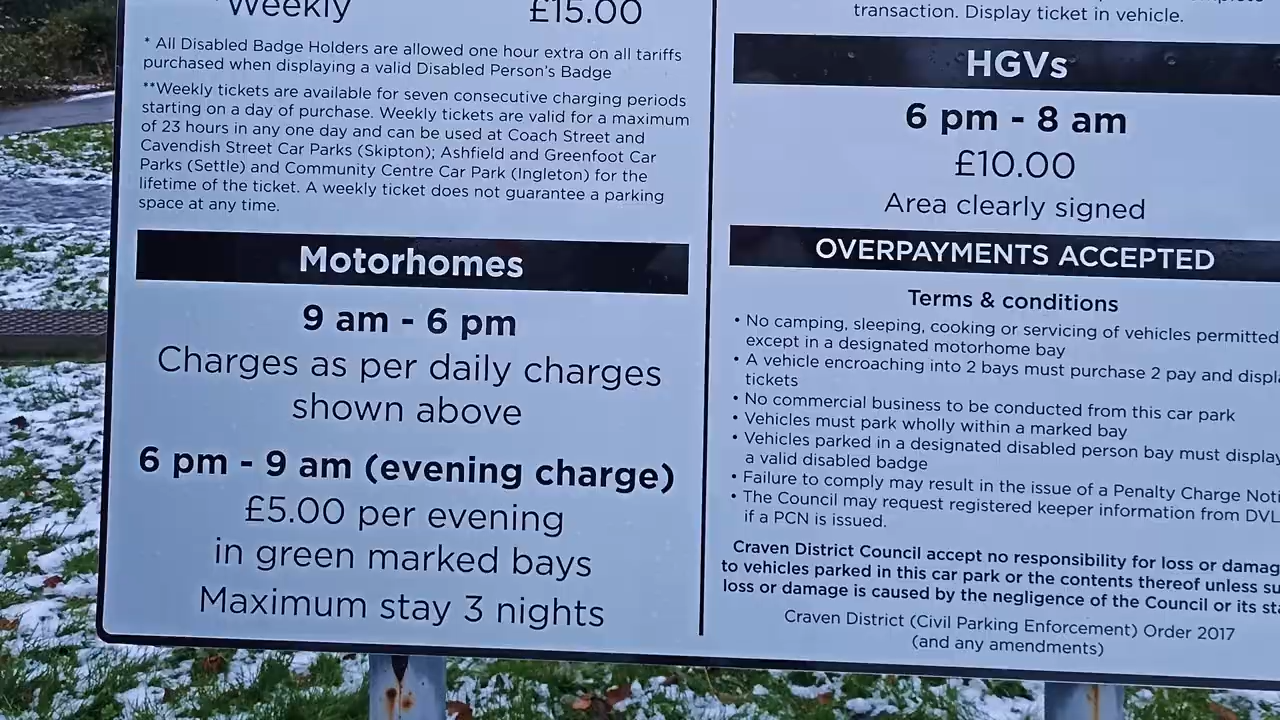 *Weekly £15.00
* All Disabled Badge Holders are allowed one hour extra on all tariffs
purchased when displaying a valid Disabled Person's Badge
**Weekly tickets are available for seven consecutive charging periods
starting on a day of purchase. Weekly tickets are valid for a maximum
of 23 hours in any one day and can be used at Coach Street and
Cavendish Street Car Parks (Skipton); Ashfield and Greenfoot Car
Parks (Settle) and Community Centre Car Park (Ingleton) for the
lifetime of the ticket. A weekly ticket does not guarantee a parking
space at any time.
Motorhomes
9 am - 6 pm
Charges as per daily charges
shown above
6 pm - 9 am (evening charge)
£5.00 per evening
in green marked bays
Maximum stay 3 nights
transaction. Display ticket in vehicle.
HGVs
6 pm - 8 am
£10.00
Area clearly signed
OVERPAYMENTS ACCEPTED
Terms & conditions
• No camping, sleeping, cooking or servicing of vehicles permitted
except in a designated motorhome bay
• A vehicle encroaching into 2 bays must purchase 2 pay and displa
tickets
• No commercial business to be conducted from this car park
• Vehicles must park wholly within a marked bay
• Vehicles parked in a designated disabled person bay must display
a valid disabled badge
• Failure to comply may result in the issue of a Penalty Charge Noti
• The Council may request registered keeper information from DVL
if a PCN is issued.
Craven District Council accept no responsibility for loss or damag
to vehicles parked in this car park or the contents thereof unless su
loss or damage is caused by the negligence of the Council or its sta
Craven District (Civil Parking Enforcement) Order 2017
(and any amendments)